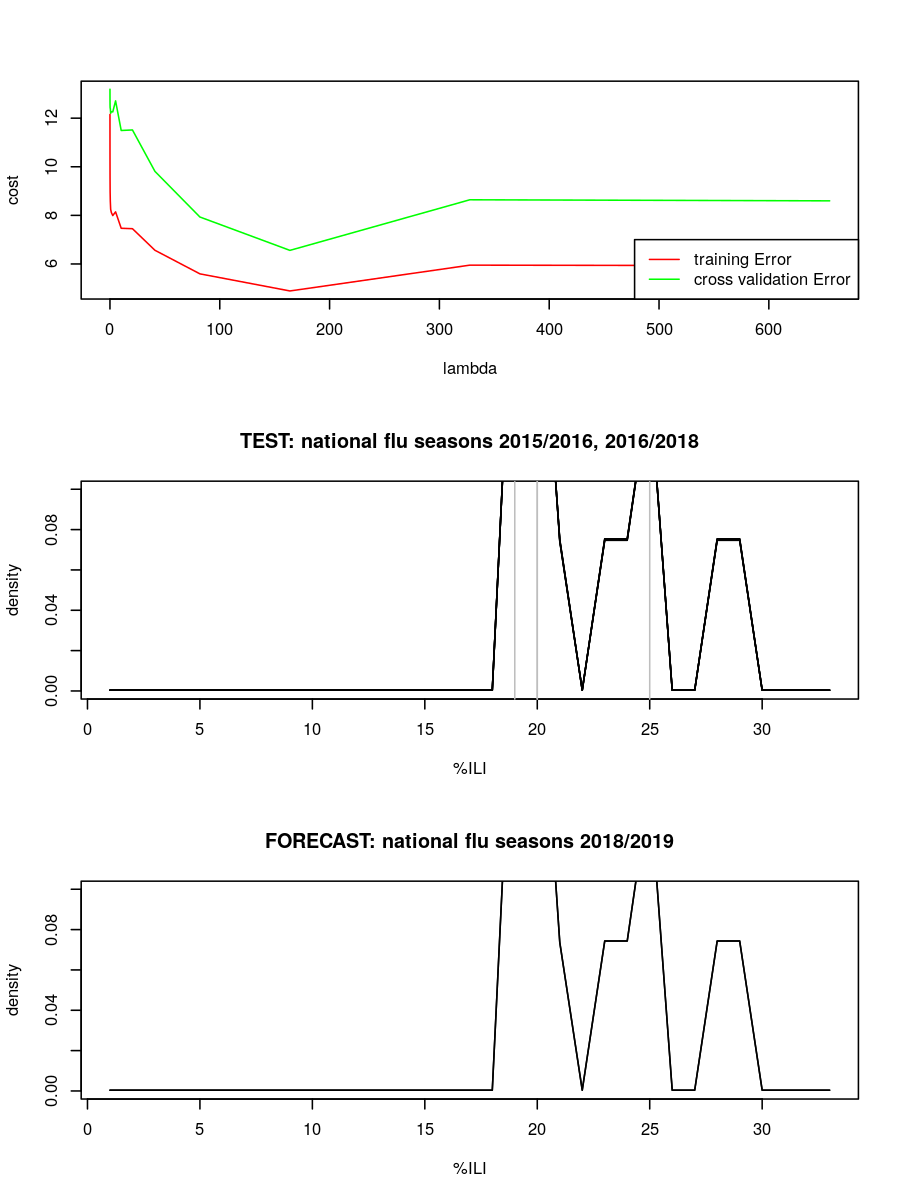 12
10
8
6
cost
training Error
cross validation Error
0 100 200 300 400 500 600
lambda
TEST: national flu seasons 2015/2016, 2016/2018
0.08
0.04
0.00
density
0 5 10 15 20 25 30
%ILI
FORECAST: national flu seasons 2018/2019
0.08
0.04
0.00
density
0 5 10 15 20 25 30
%ILI